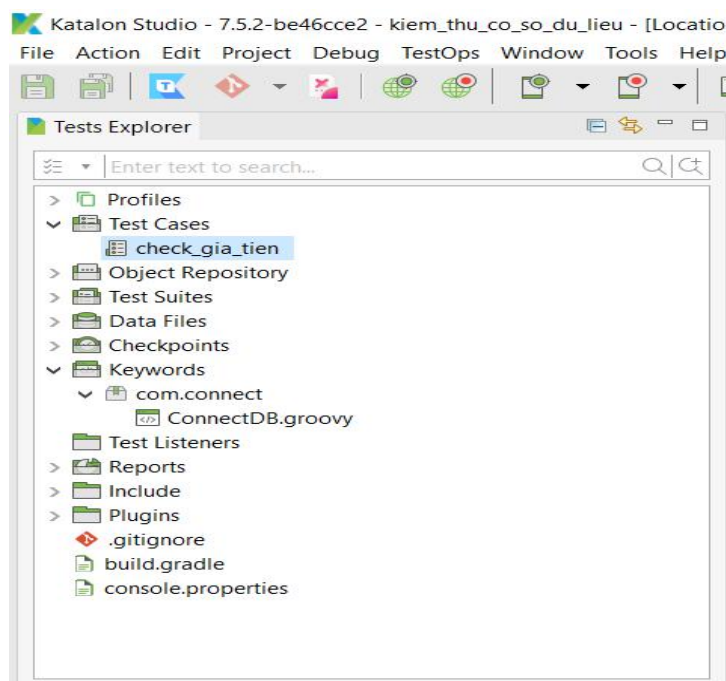 Katalon Studio - 7.5.2-be46cce2 - kiem_thu_co_so_du_lieu - [Locatio
File Action Edit Project Debug TestOps Window Tools Help
Tests Explorer
Enter text to search...
Profiles
Test Cases
check_gia_tien
Object Repository
Test Suites
Data Files
Checkpoints
Keywords
com.connect
ConnectDB.groovy
Test Listeners
Reports
Include
Plugins
.gitignore
build.gradle
console.properties